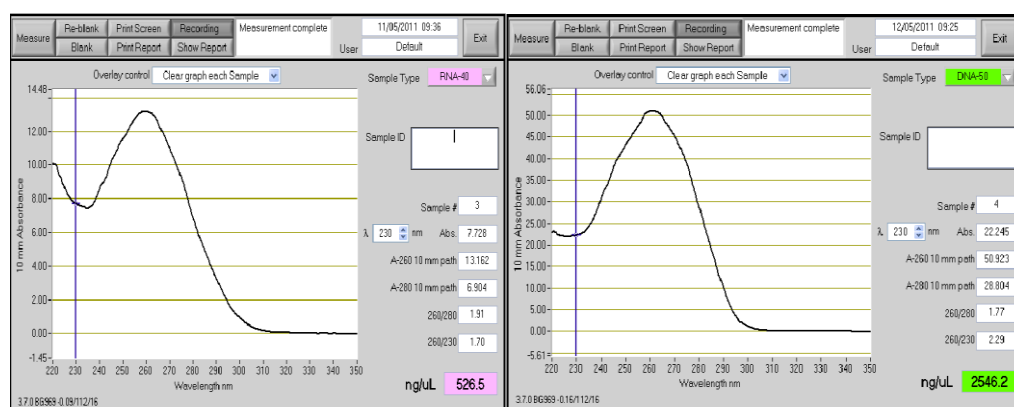 Measure Re-blank Print Screen Recording Measurement complete 11/05/2011 09:36 Exit
Blank Print Report Show Report User Default
Overlay control Clear graph each Sample Sample Type RNA-40
Sample ID
Sample # 3
λ 230 nm Abs. 7.728
A-260 10 mm path 13.162
A-280 10 mm path 6.904
260/280 1.91
260/230 1.70
ng/uL 526.5
10 mm Absorbance
14.48
12.00
10.00
8.00
6.00
4.00
2.00
0.00
-1.45
220 230 240 250 260 270 280 290 300 310 320 330 340 350
Wavelength nm
3.7.0 BG969 -0.09/112/16
Measure Re-blank Print Screen Recording Measurement complete 12/05/2011 09:25 Exit
Blank Print Report Show Report User Default
Overlay control Clear graph each Sample Sample Type DNA-50
Sample ID
Sample # 4
λ 230 nm Abs. 22.245
A-260 10 mm path 50.923
A-280 10 mm path 28.804
260/280 1.77
260/230 2.29
ng/uL 2546.2
10 mm Absorbance
56.06
50.00
45.00
40.00
35.00
30.00
25.00
20.00
15.00
10.00
5.00
0.00
-5.61
220 230 240 250 260 270 280 290 300 310 320 330 340 350
Wavelength nm
3.7.0 BG969 -0.16/112/16